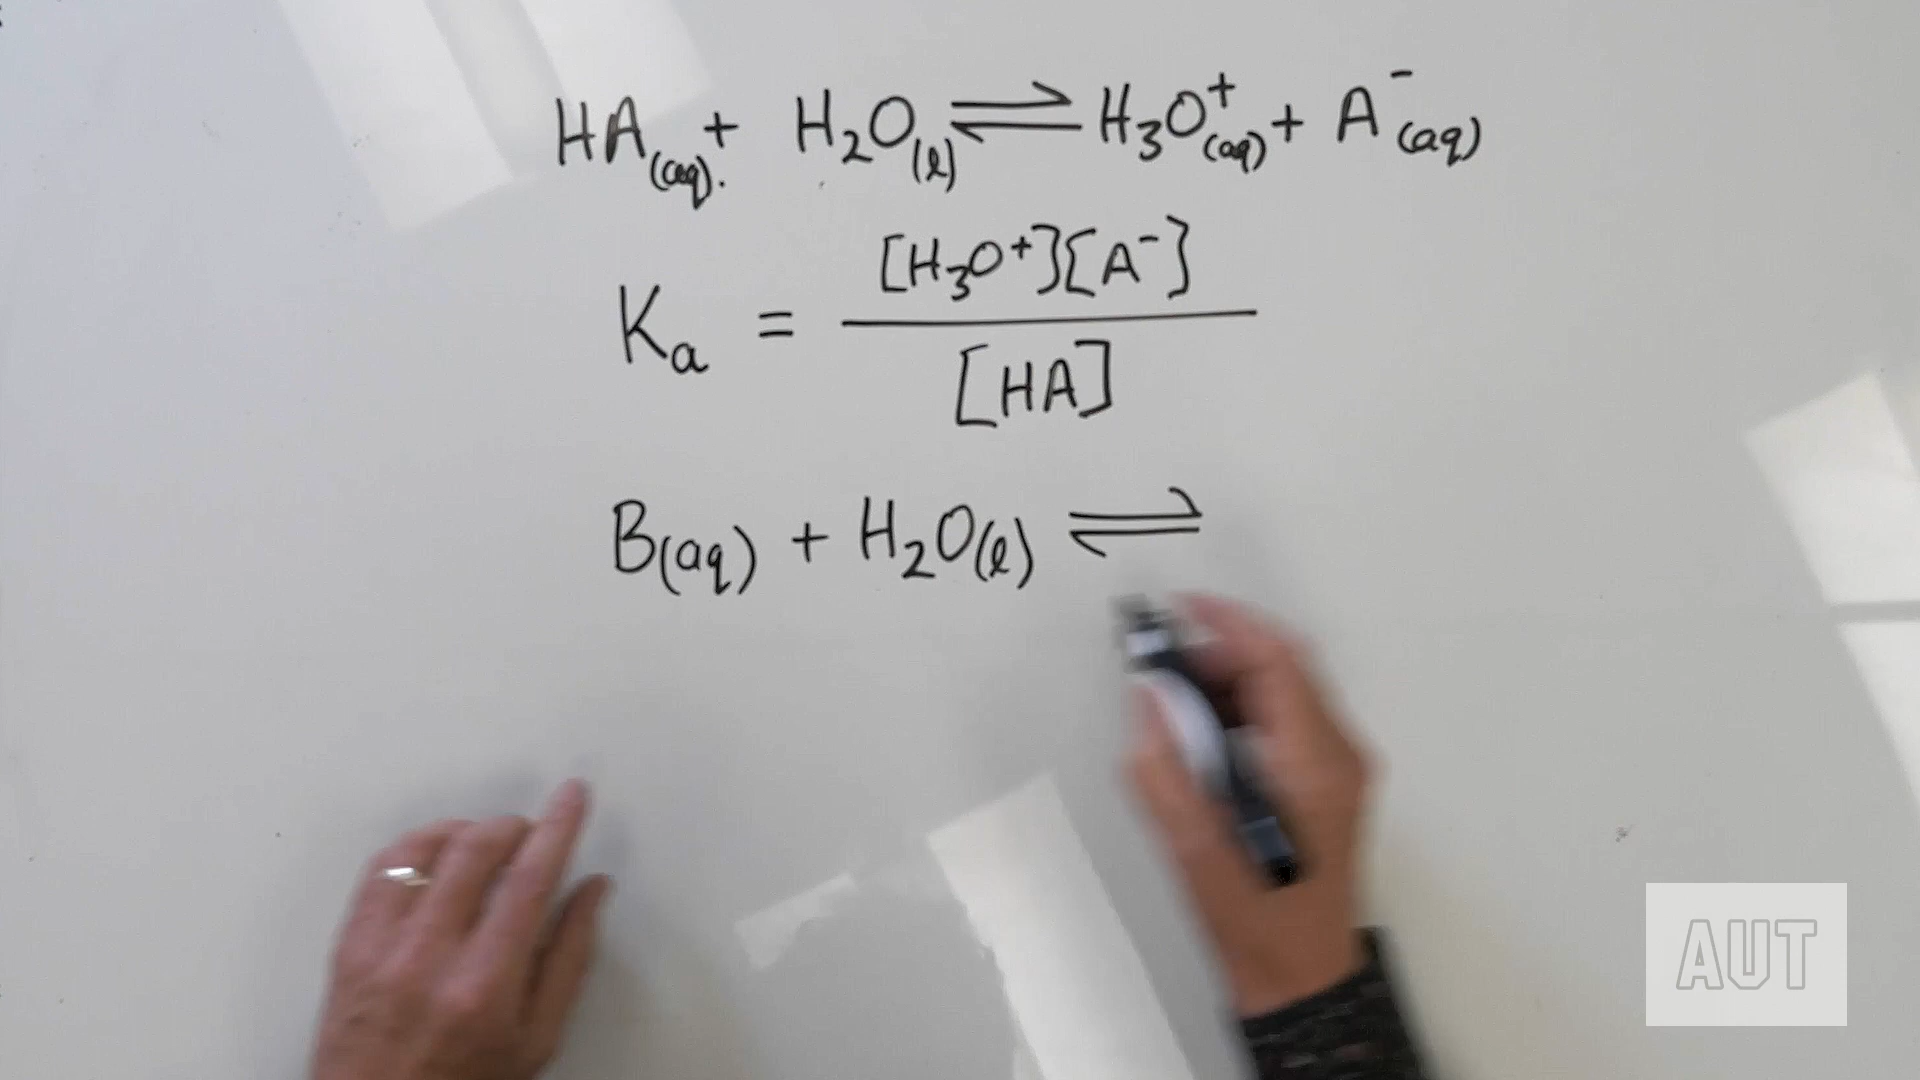 HA(aq). + H₂O(l) ⇌ H₃O⁺(aq) + A⁻(aq)
Kₐ = [H₃O⁺][A⁻]
[HA]
B(aq) + H₂O(l) ⇌
AUT